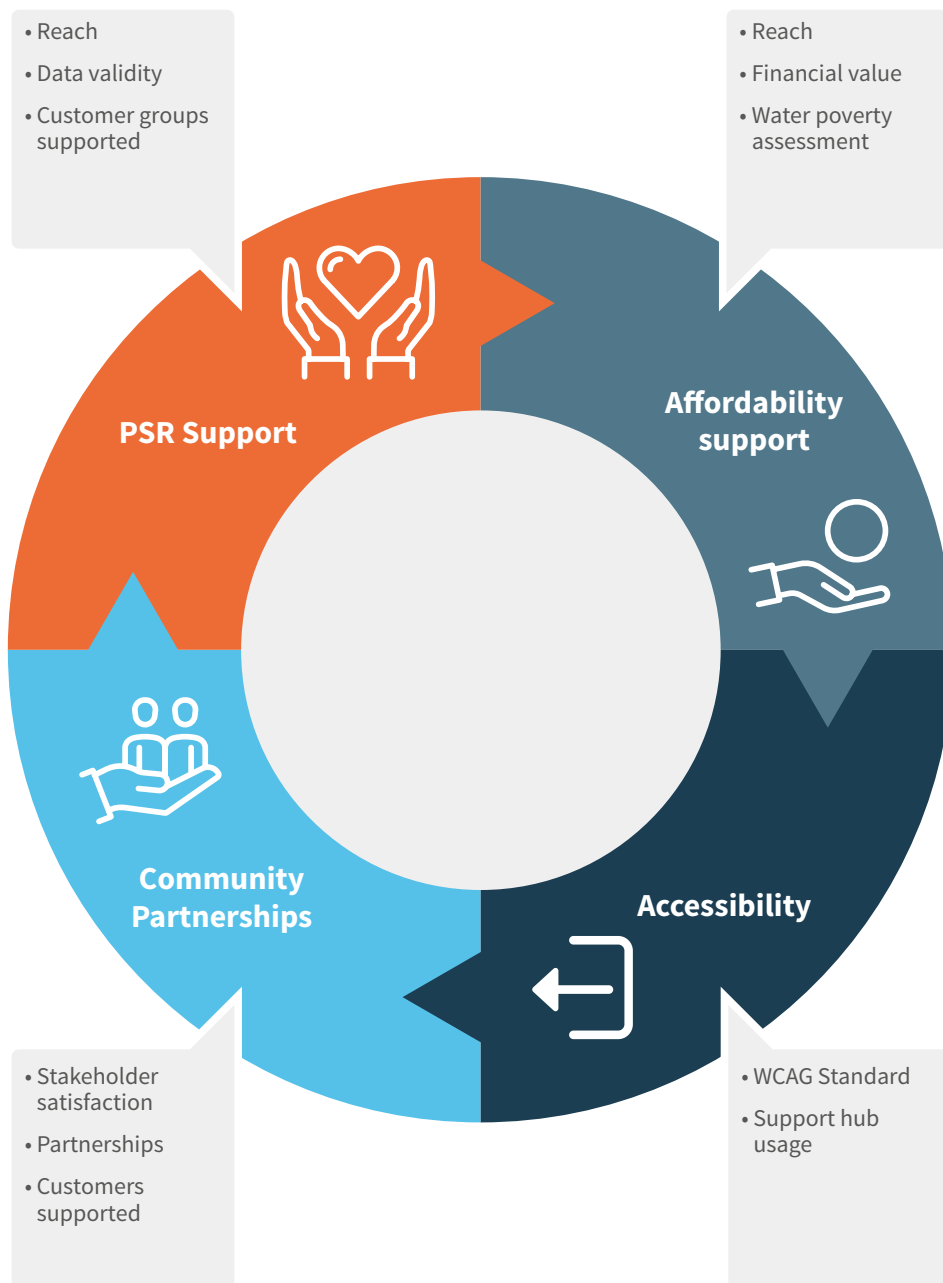 • Reach
• Data validity
• Customer groups
supported
• Reach
• Financial value
• Water poverty
assessment
PSR Support
Affordability
support
Community
Partnerships
Accessibility
• Stakeholder
satisfaction
• Partnerships
• Customers
supported
• WCAG Standard
• Support hub
usage